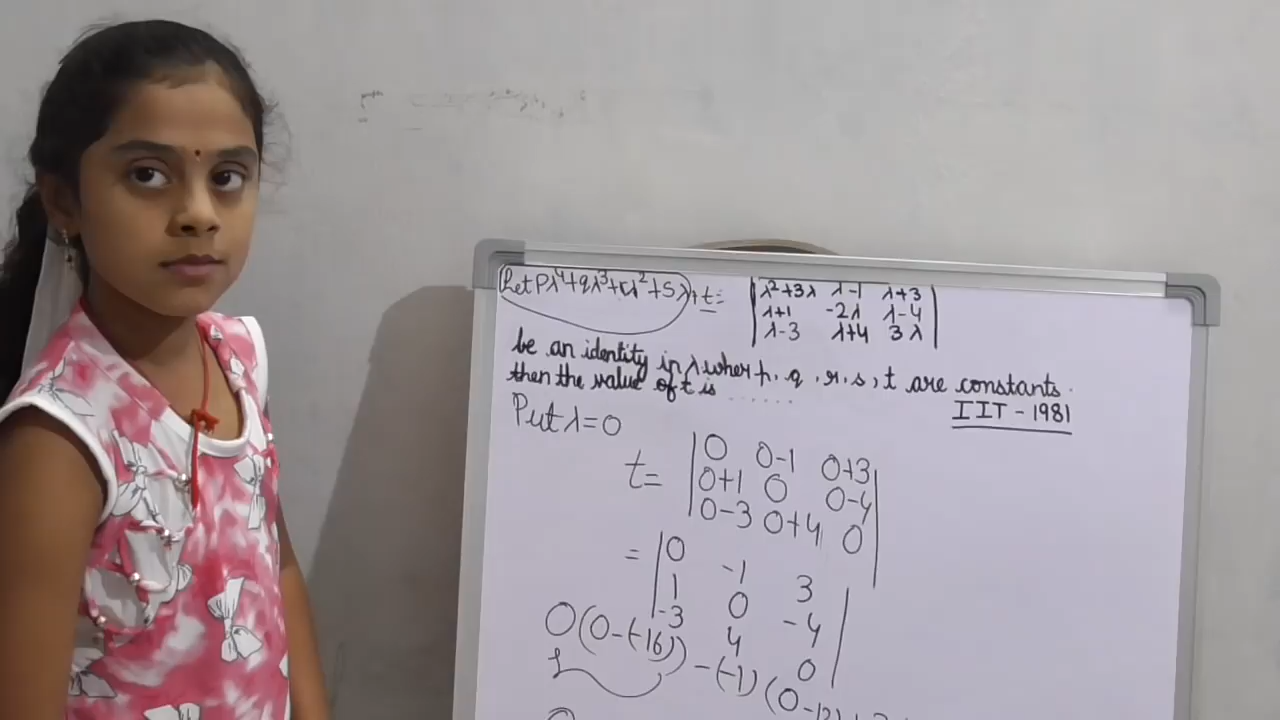 Let Pλ⁴+qλ³+rλ²+Sλ+t= |λ²+3λ λ-1 λ+3|
|λ+1 -2λ λ-4|
|λ-3 λ+4 3λ|
be an identity in λ wher p, q, r, s, t are constants.
then the value of t is ......
IIT - 1981
Put λ=0
t= |0 0-1 0+3|
|0+1 0 0-4|
|0-3 0+4 0|
= |0 -1 3|
|1 0 -4|
|-3 4 0|
0(0-(-16)) -(-1)(0-12)+